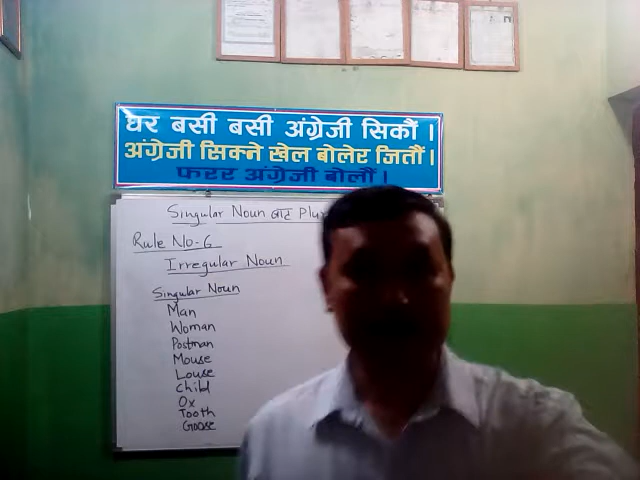 घर बसी बसी अंग्रेजी सिकौं ।
अंग्रेजी सिक्ने खेल बोलेर जितौं ।
फरर अंग्रेजी बोलौं ।
Singular Noun बाट Plu
Rule No-6
Irregular Noun
Singular Noun
Man
Woman
Postman
Mouse
Louse
Child
Ox
Tooth
Goose